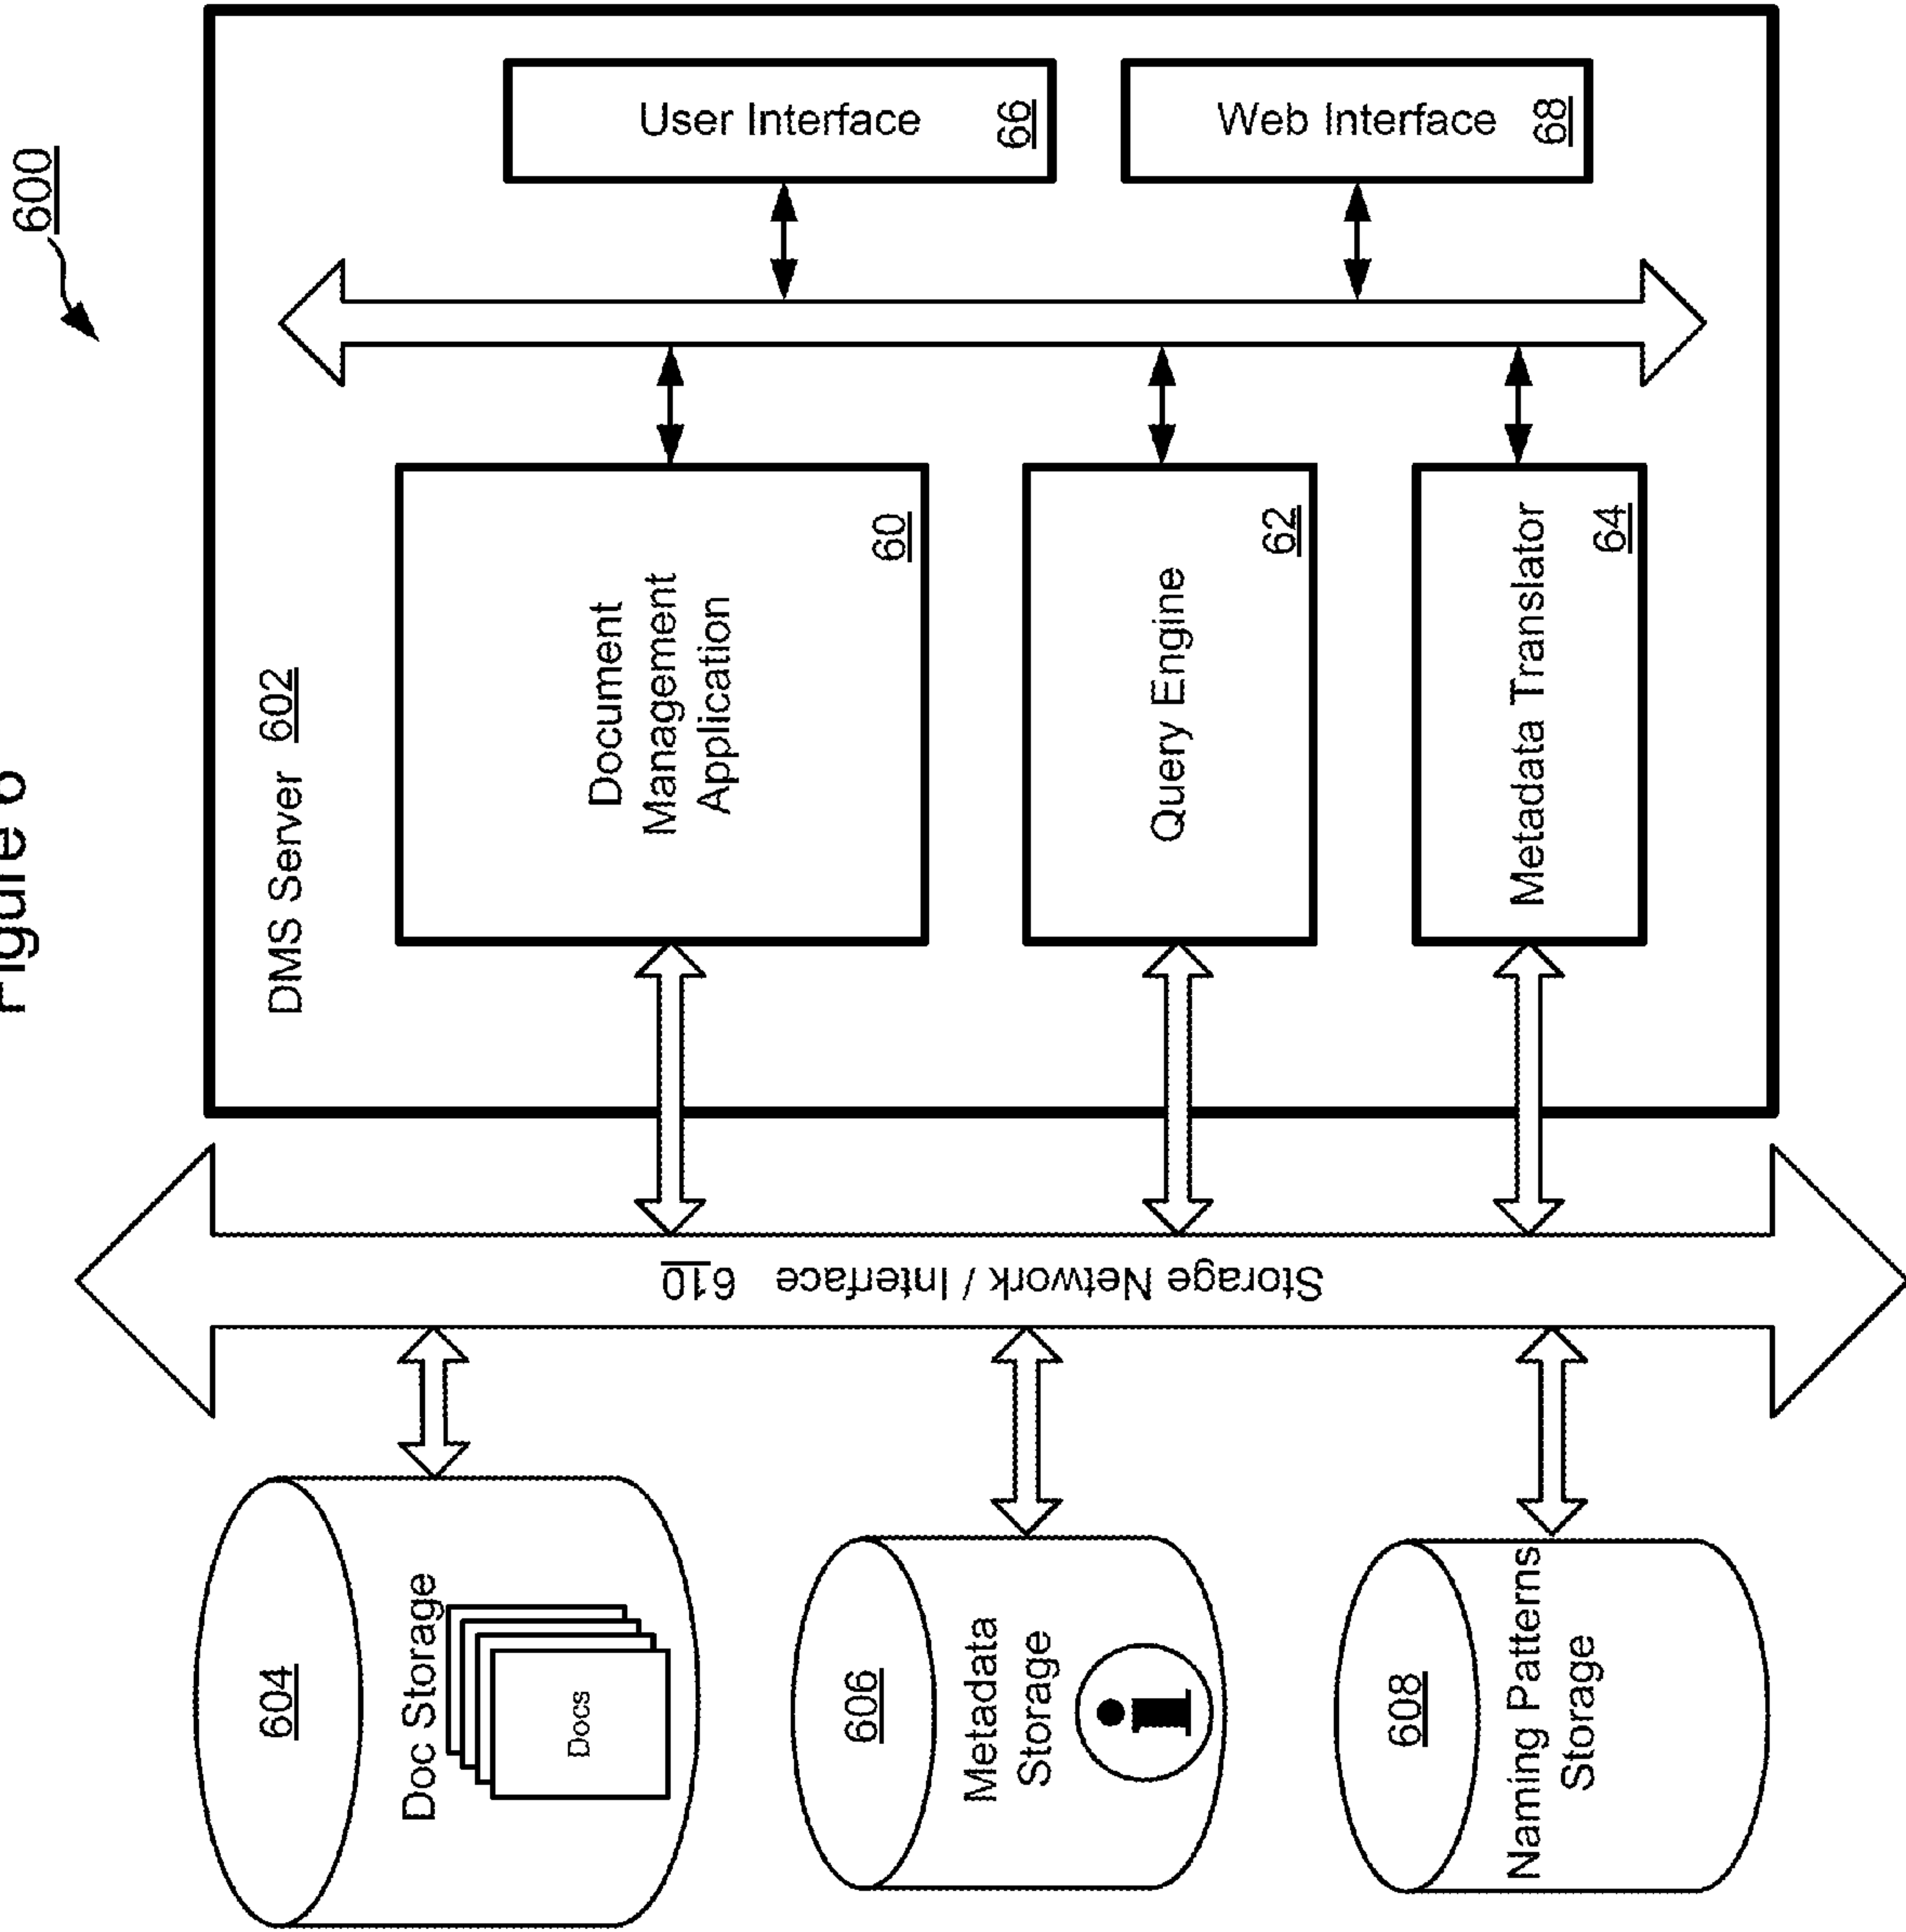 Figure 6
600
604
Doc Storage
Docs
606
Metadata
Storage
i
608
Naming Patterns
Storage
Storage Network / Interface 610
DMS Server 602
Document
Management
Application
60
Query Engine
62
Metadata Translator
64
User Interface
66
Web Interface
68